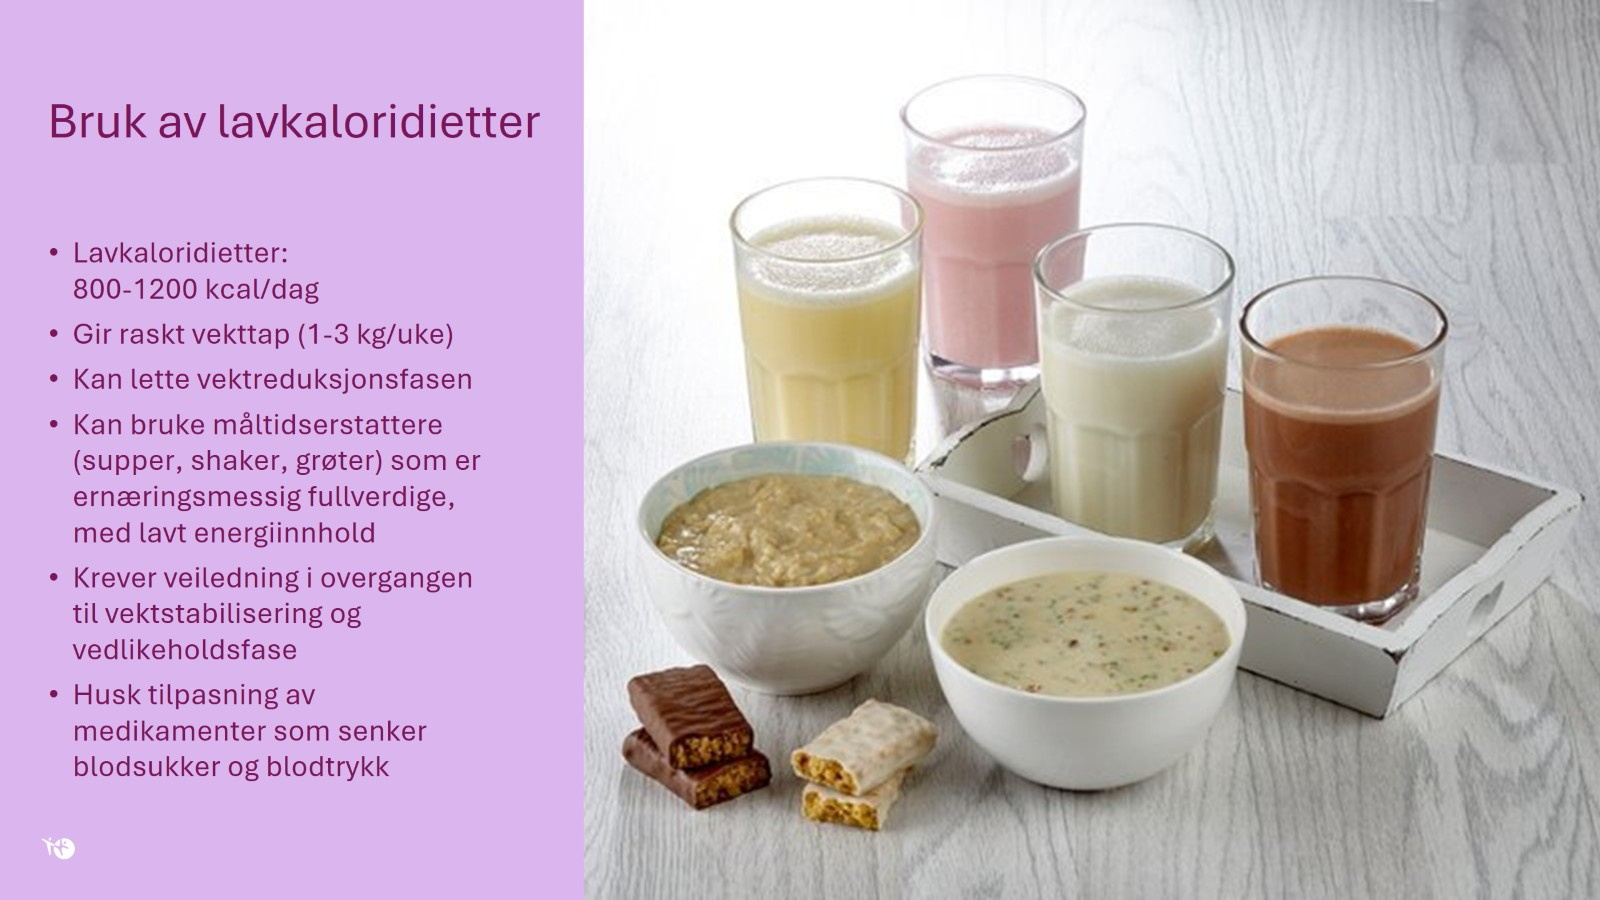 Bruk av lavkaloridietter
• Lavkaloridietter:
800-1200 kcal/dag
• Gir raskt vekttap (1-3 kg/uke)
• Kan lette vektreduksjonsfasen
• Kan bruke måltidserstattere
(supper, shaker, grøter) som er
ernæringsmessig fullverdige,
med lavt energiinnhold
• Krever veiledning i overgangen
til vektstabilisering og
vedlikeholdsfase
• Husk tilpasning av
medikamenter som senker
blodsukker og blodtrykk